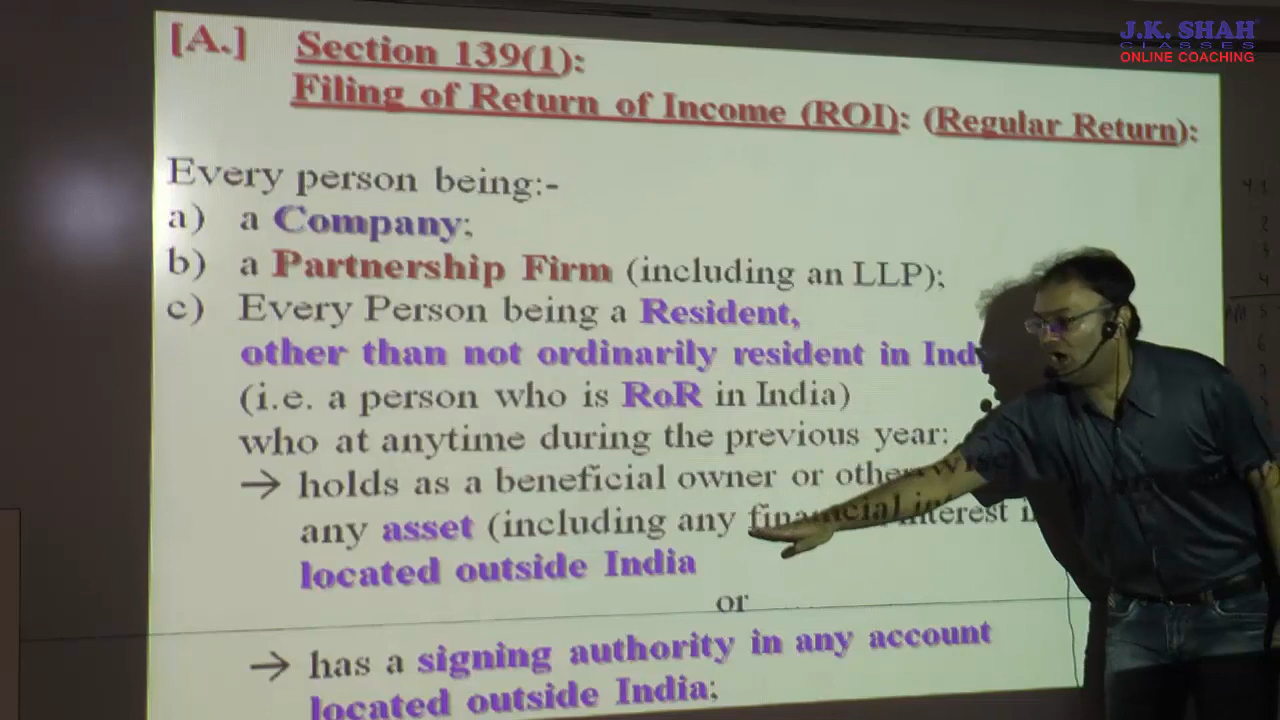 J.K. SHAH
CLASSES
ONLINE COACHING
[A.] Section 139(1):
Filing of Return of Income (ROI): (Regular Return):
Every person being:-
a) a Company;
b) a Partnership Firm (including an LLP);
c) Every Person being a Resident,
other than not ordinarily resident in Ind
(i.e. a person who is RoR in India)
who at anytime during the previous year:
→ holds as a beneficial owner or otherwise
any asset (including any financial interest i
located outside India
or
→ has a signing authority in any account
located outside India;